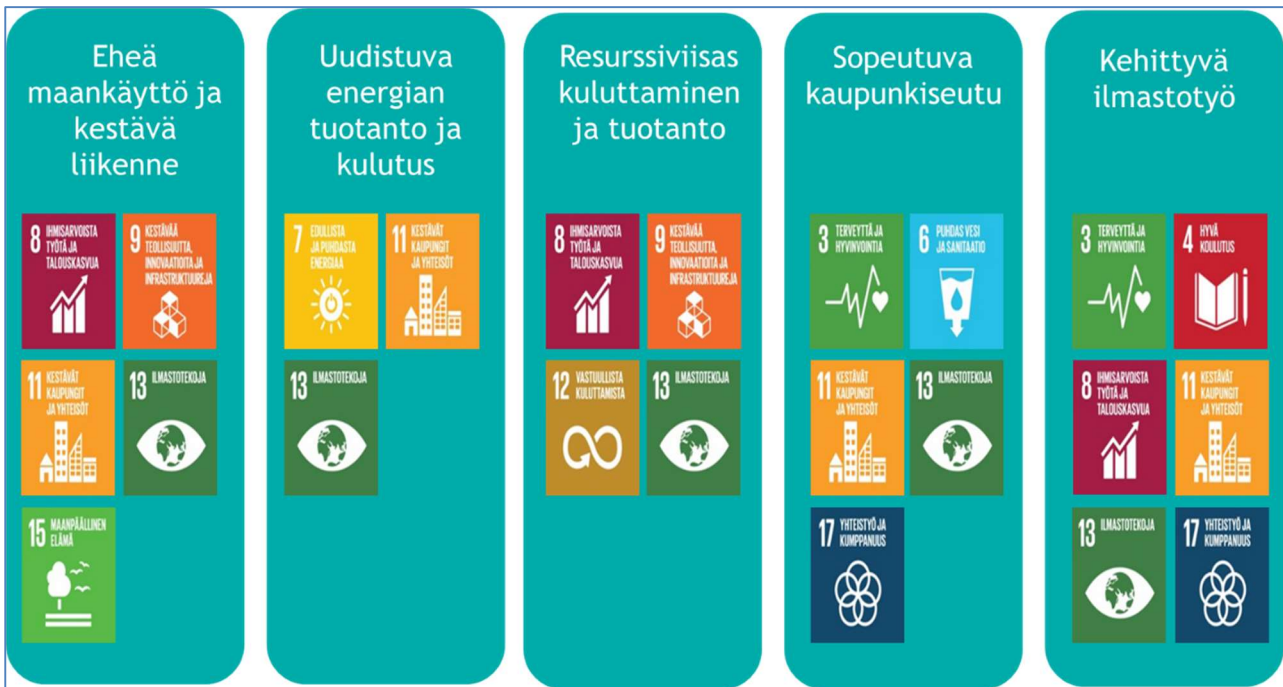 Eheä
maankäyttö ja
kestävä
liikenne
8 IHMISARVOISTA
TYÖTÄ JA
TALOUSKASVUA
9 KESTÄVÄÄ
TEOLLISUUTTA,
INNOVAATIOITA JA
INFRASTRUKTUUREJA
11 KESTÄVÄT
KAUPUNGIT
JA YHTEISÖT
13 ILMASTOTEKOJA
15 MAANPÄÄLLINEN
ELÄMÄ
Uudistuva
energian
tuotanto ja
kulutus
7 EDULLISTA
JA PUHDASTA
ENERGIAA
11 KESTÄVÄT
KAUPUNGIT
JA YHTEISÖT
13 ILMASTOTEKOJA
Resurssiviisas
kuluttaminen
ja tuotanto
8 IHMISARVOISTA
TYÖTÄ JA
TALOUSKASVUA
9 KESTÄVÄÄ
TEOLLISUUTTA,
INNOVAATIOITA JA
INFRASTRUKTUUREJA
12 VASTUULLISTA
KULUTTAMISTA
13 ILMASTOTEKOJA
Sopeutuva
kaupunkiseutu
3 TERVEYTTÄ JA
HYVINVOINTIA
6 PUHDAS VESI
JA SANITAATIO
11 KESTÄVÄT
KAUPUNGIT
JA YHTEISÖT
13 ILMASTOTEKOJA
17 YHTEISTYÖ JA
KUMPPANUUS
Kehittyvä
ilmastotyö
3 TERVEYTTÄ JA
HYVINVOINTIA
4 HYVÄ
KOULUTUS
8 IHMISARVOISTA
TYÖTÄ JA
TALOUSKASVUA
11 KESTÄVÄT
KAUPUNGIT
JA YHTEISÖT
13 ILMASTOTEKOJA
17 YHTEISTYÖ JA
KUMPPANUUS